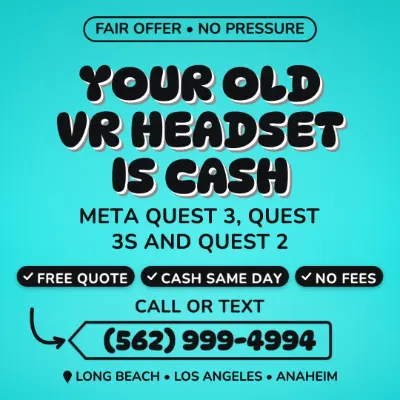 FAIR OFFER • NO PRESSURE
YOUR OLD
VR HEADSET
IS CASH
META QUEST 3, QUEST
3S AND QUEST 2
✓ FREE QUOTE ✓ CASH SAME DAY ✓ NO FEES
CALL OR TEXT
(562) 999-4994
LONG BEACH • LOS ANGELES • ANAHEIM